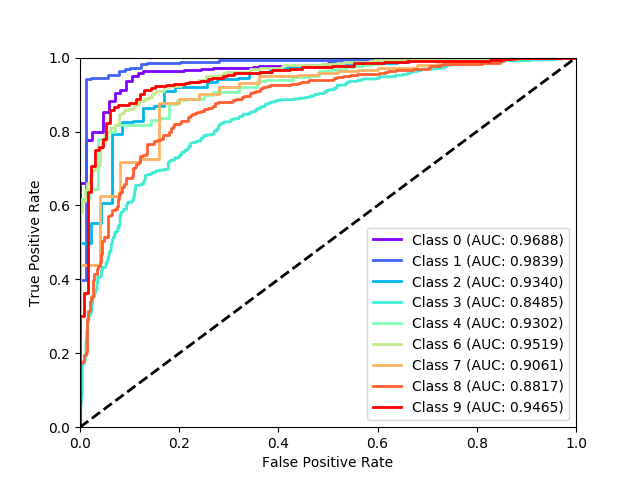 1.0
0.8
0.6
0.4
0.2
0.0
True Positive Rate
Class 0 (AUC: 0.9688)
Class 1 (AUC: 0.9839)
Class 2 (AUC: 0.9340)
Class 3 (AUC: 0.8485)
Class 4 (AUC: 0.9302)
Class 6 (AUC: 0.9519)
Class 7 (AUC: 0.9061)
Class 8 (AUC: 0.8817)
Class 9 (AUC: 0.9465)
0.0 0.2 0.4 0.6 0.8 1.0
False Positive Rate